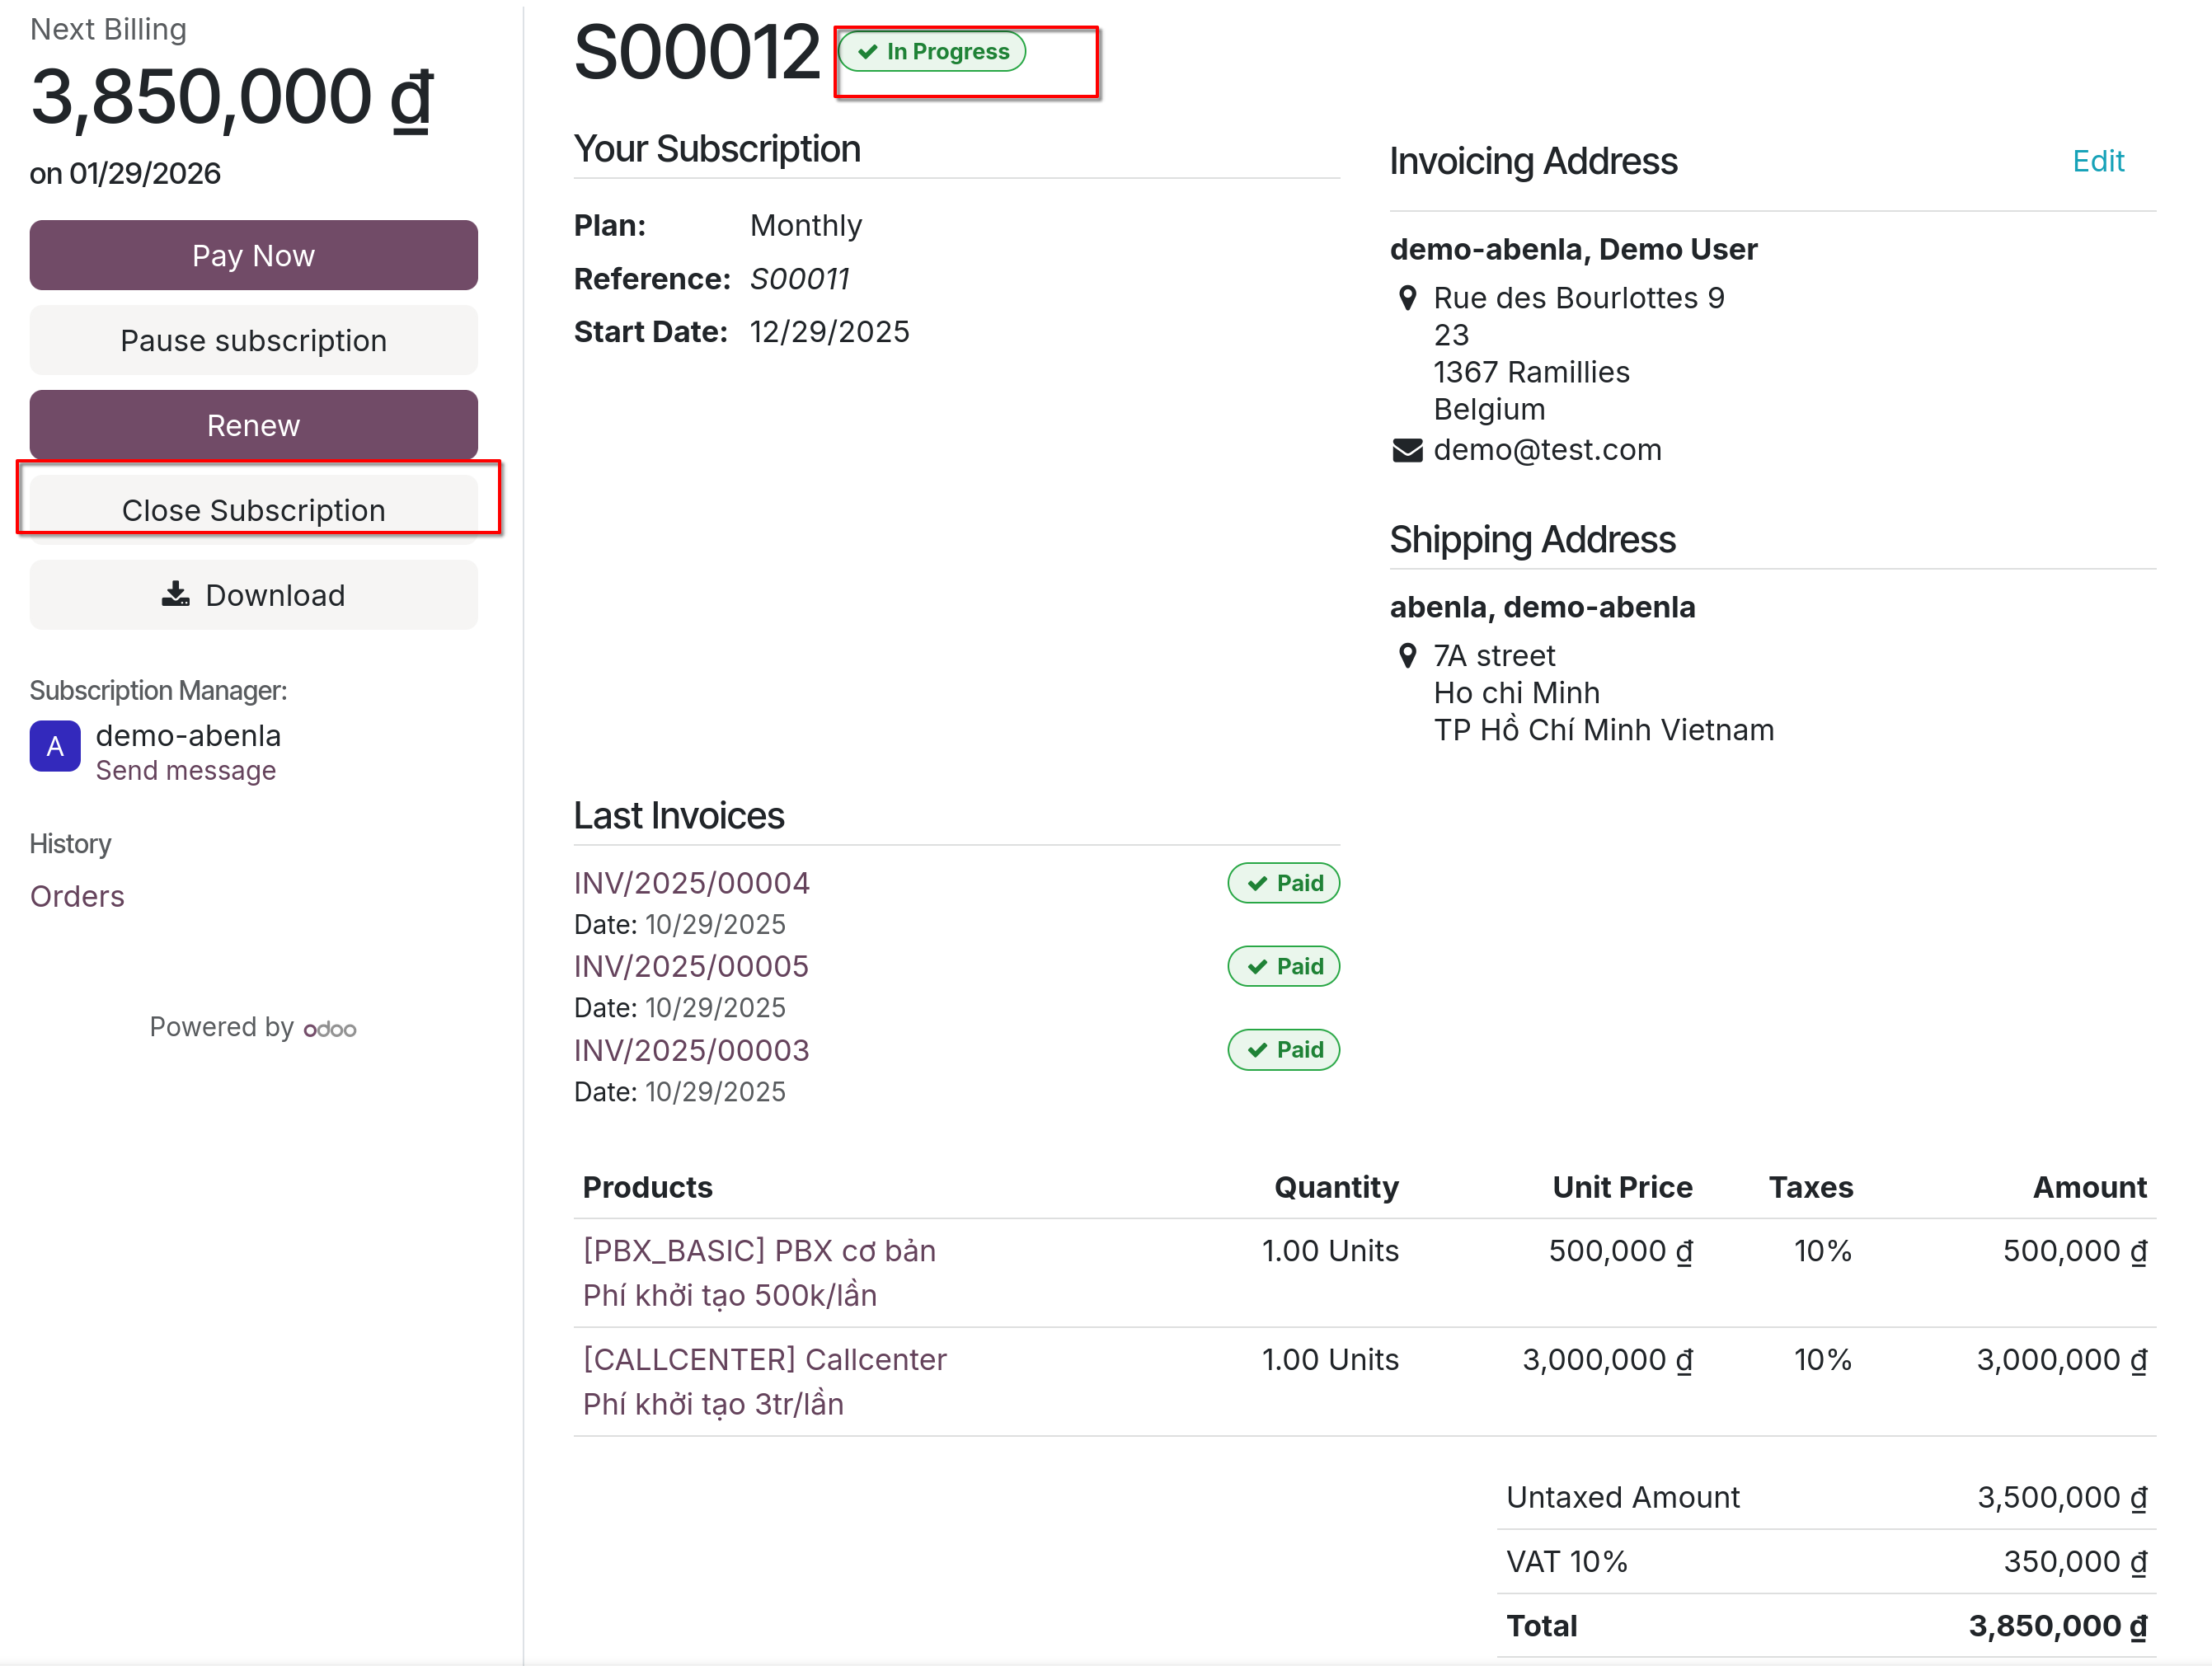 Next Billing
3,850,000 ₫
on 01/29/2026
Pay Now
Pause subscription
Renew
Close Subscription
Download
Subscription Manager:
A
demo-abenla
Send message
History
Orders
Powered by odoo
S00012 In Progress
Your Subscription
Plan: Monthly
Reference: S00011
Start Date: 12/29/2025
Invoicing Address Edit
demo-abenla, Demo User
Rue des Bourlottes 9
23
1367 Ramillies
Belgium
demo@test.com
Shipping Address
abenla, demo-abenla
7A street
Ho chi Minh
TP Hồ Chí Minh Vietnam
Last Invoices
INV/2025/00004 Paid
Date: 10/29/2025
INV/2025/00005 Paid
Date: 10/29/2025
INV/2025/00003 Paid
Date: 10/29/2025
Products Quantity Unit Price Taxes Amount
[PBX_BASIC] PBX cơ bản 1.00 Units 500,000 ₫ 10% 500,000 ₫
Phí khởi tạo 500k/lần
[CALLCENTER] Callcenter 1.00 Units 3,000,000 ₫ 10% 3,000,000 ₫
Phí khởi tạo 3tr/lần
Untaxed Amount 3,500,000 ₫
VAT 10% 350,000 ₫
Total 3,850,000 ₫